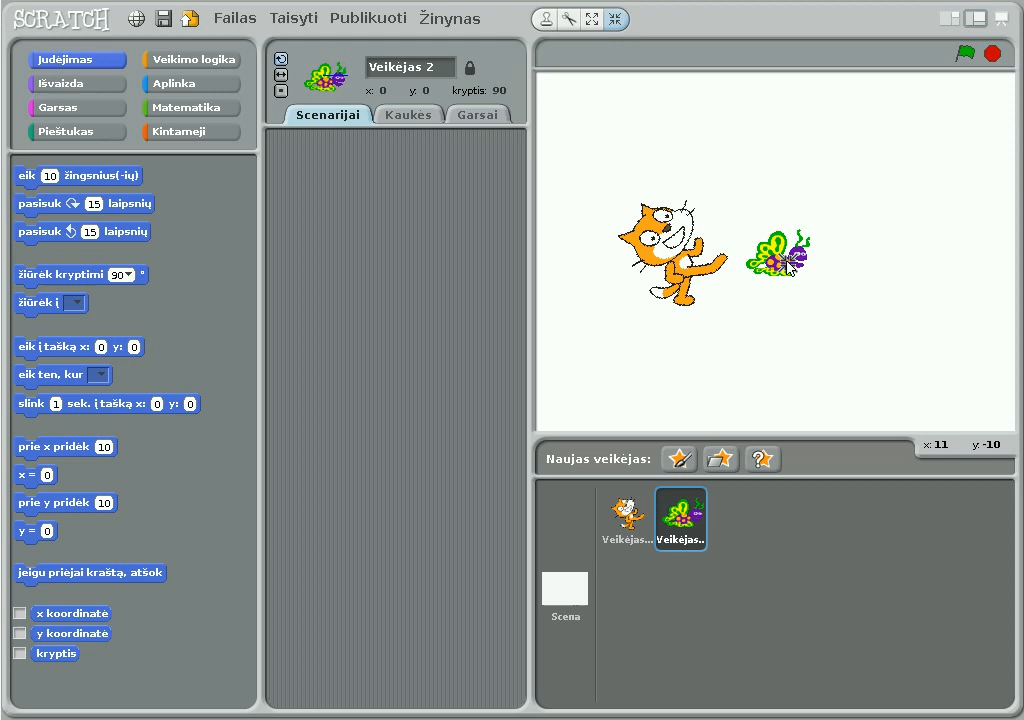 SCRATCH Failas Taisyti Publikuoti Žinynas
Judėjimas Veikimo logika
Išvaizda Aplinka
Garsas Matematika
Pieštukas Kintameji
Veikėjas 2
x: 0 y: 0 kryptis: 90
Scenarijai Kaukės Garsai
eik 10 žingsnius(-ių)
pasisuk 15 laipsnių
pasisuk 15 laipsnių
žiūrėk kryptimi 90 °
žiūrėk į
eik į tašką x: 0 y: 0
eik ten, kur
slink 1 sek. į tašką x: 0 y: 0
prie x pridėk 10
x = 0
prie y pridėk 10
y = 0
jeigu priėjai kraštą, atšok
x koordinatė
y koordinatė
kryptis
x: 11 y: -10
Naujas veikėjas:
Veikėjas... Veikėjas..
Scena